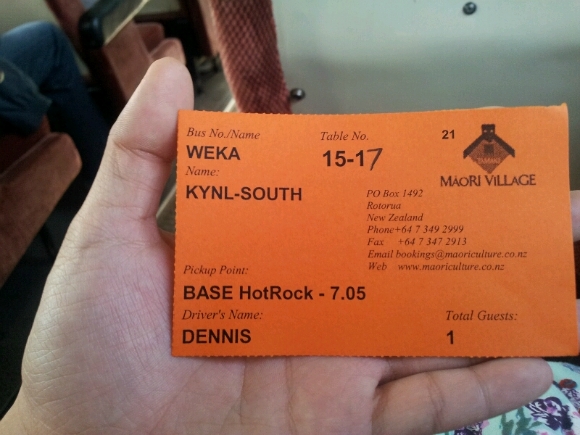 Bus No./Name
Table No.
21
WEKA
15-17
TAMAKI
MAORI VILLAGE
Name:
KYNL-SOUTH
PO Box 1492
Rotorua
New Zealand
Phone+64 7 349 2999
Fax +64 7 347 2913
Email bookings@maoriculture.co.nz
Web www.maoriculture.co.nz
Pickup Point:
BASE HotRock - 7.05
Driver's Name:
Total Guests:
DENNIS
1